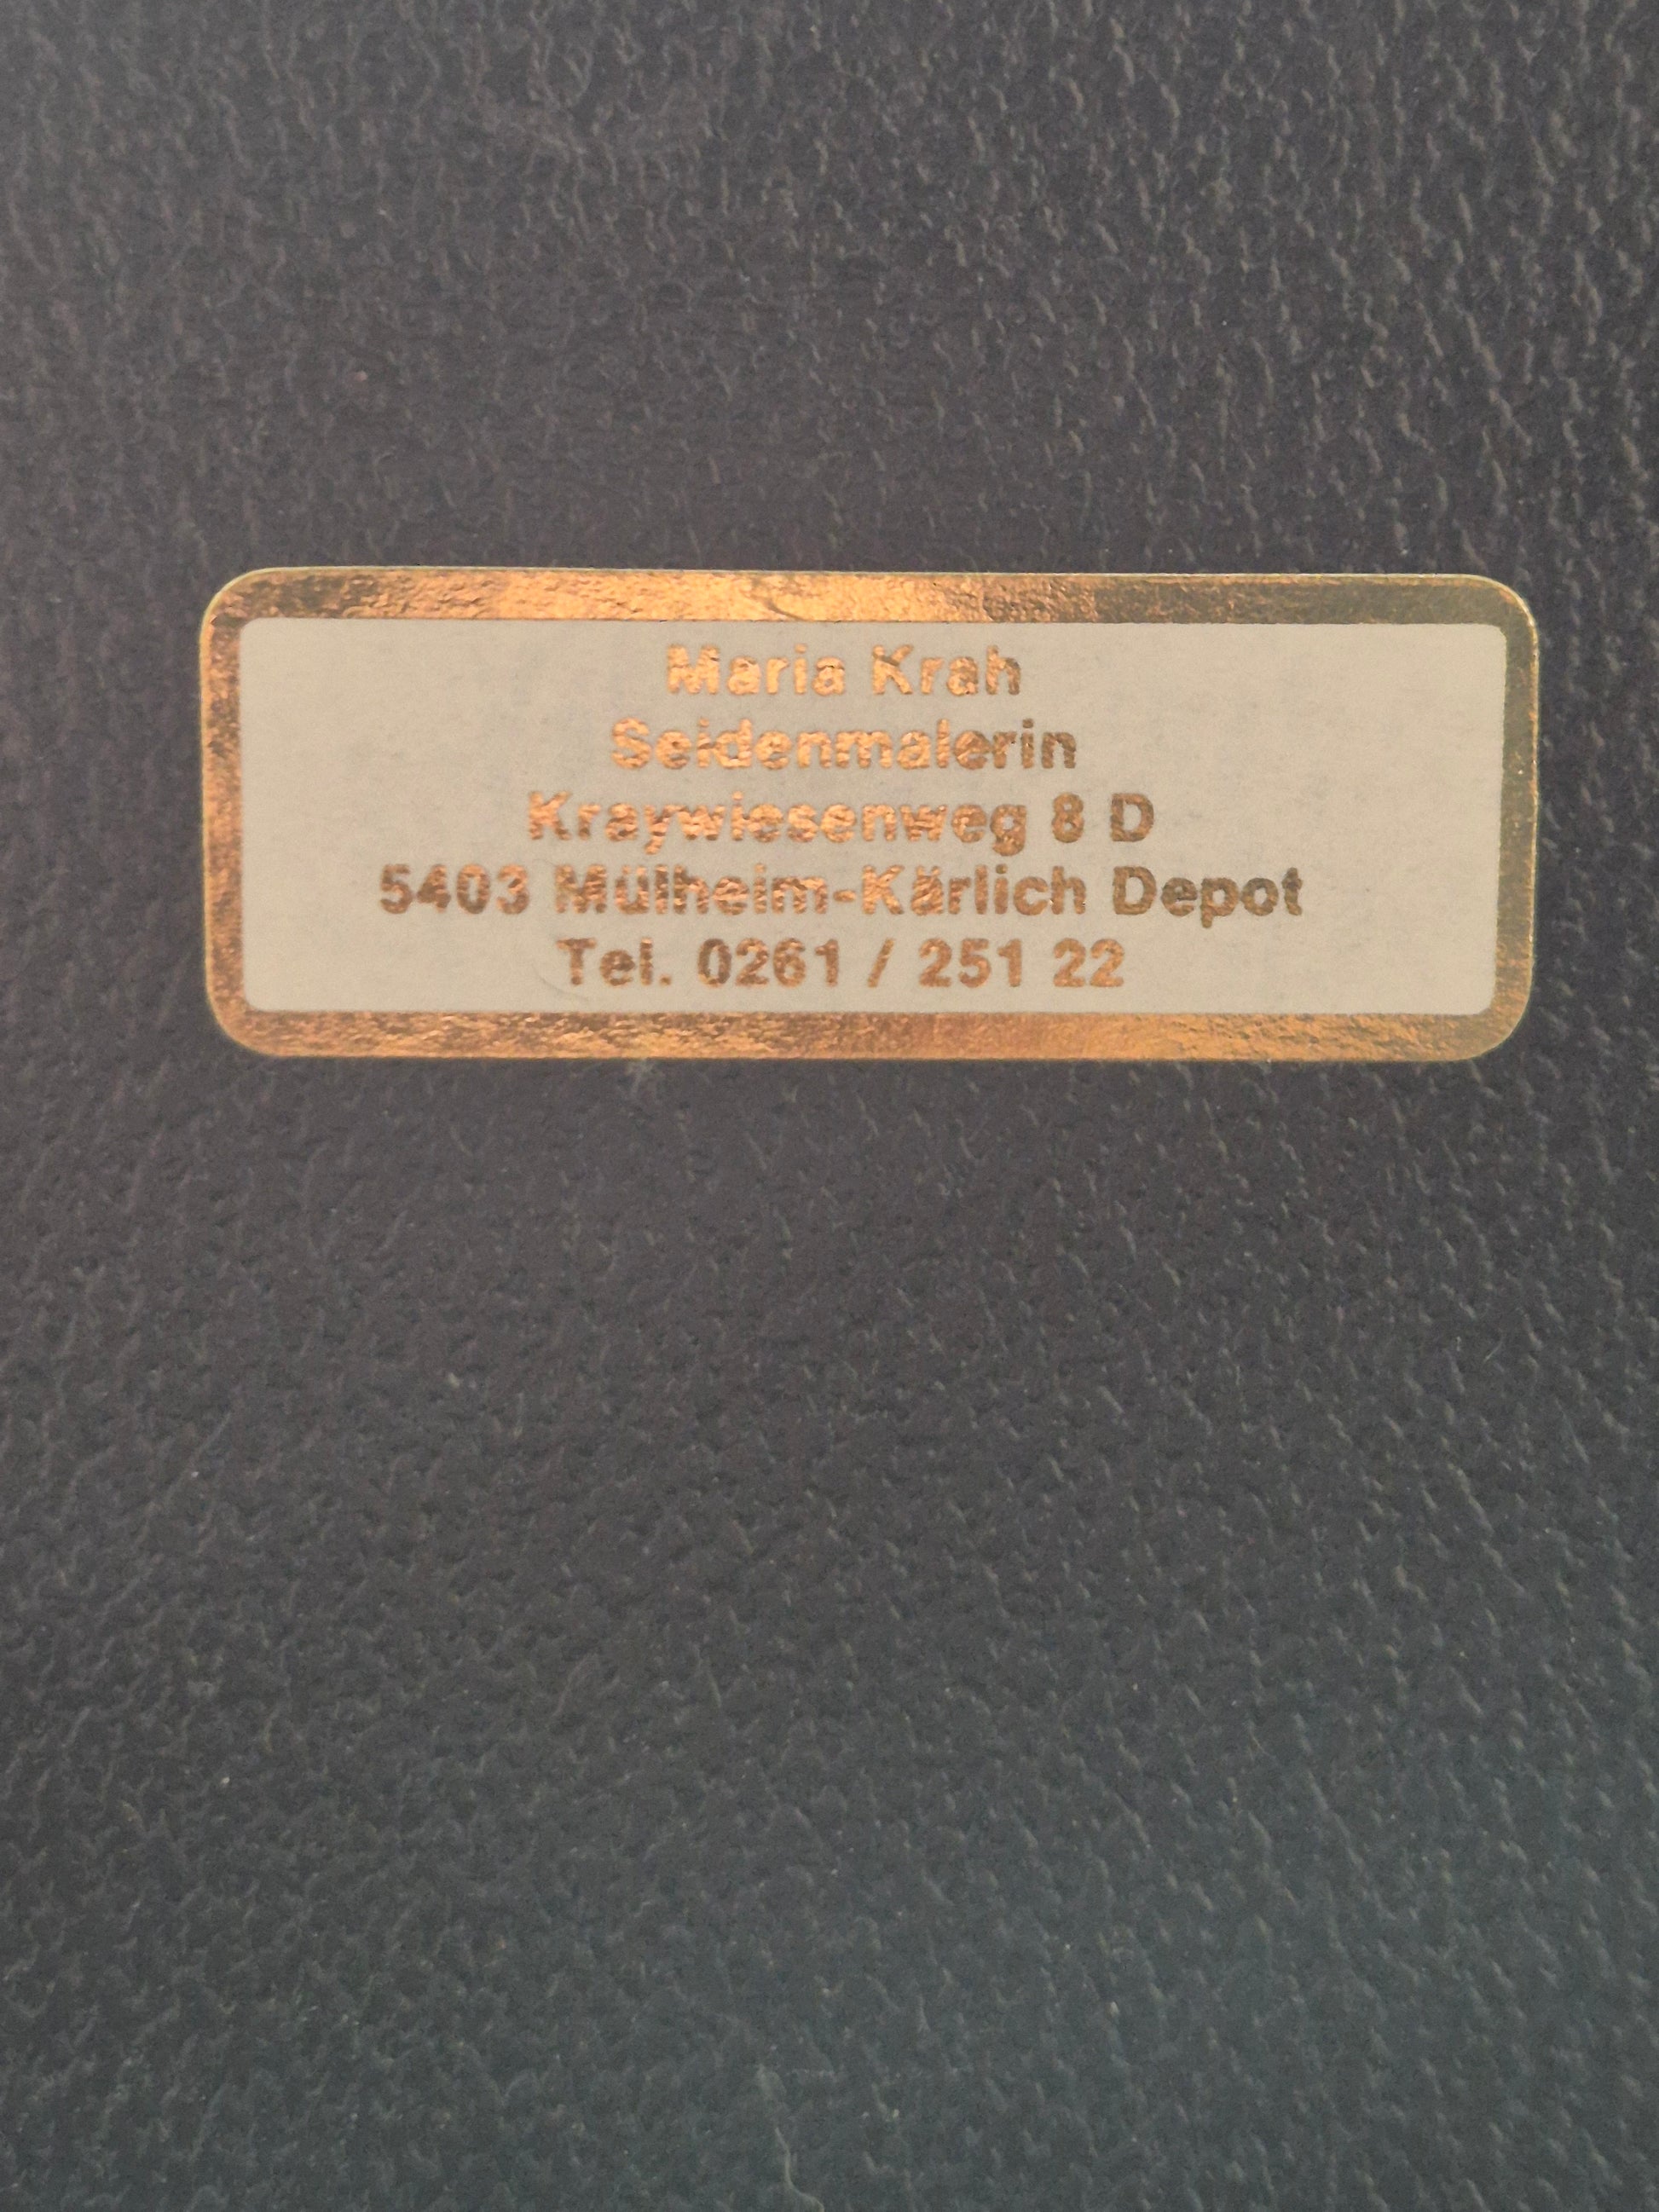 Maria Krah
Seidenmalerin
Kraywiesenweg 8 D
5403 Mülheim-Kärlich Depot
Tel. 0261 / 251 22